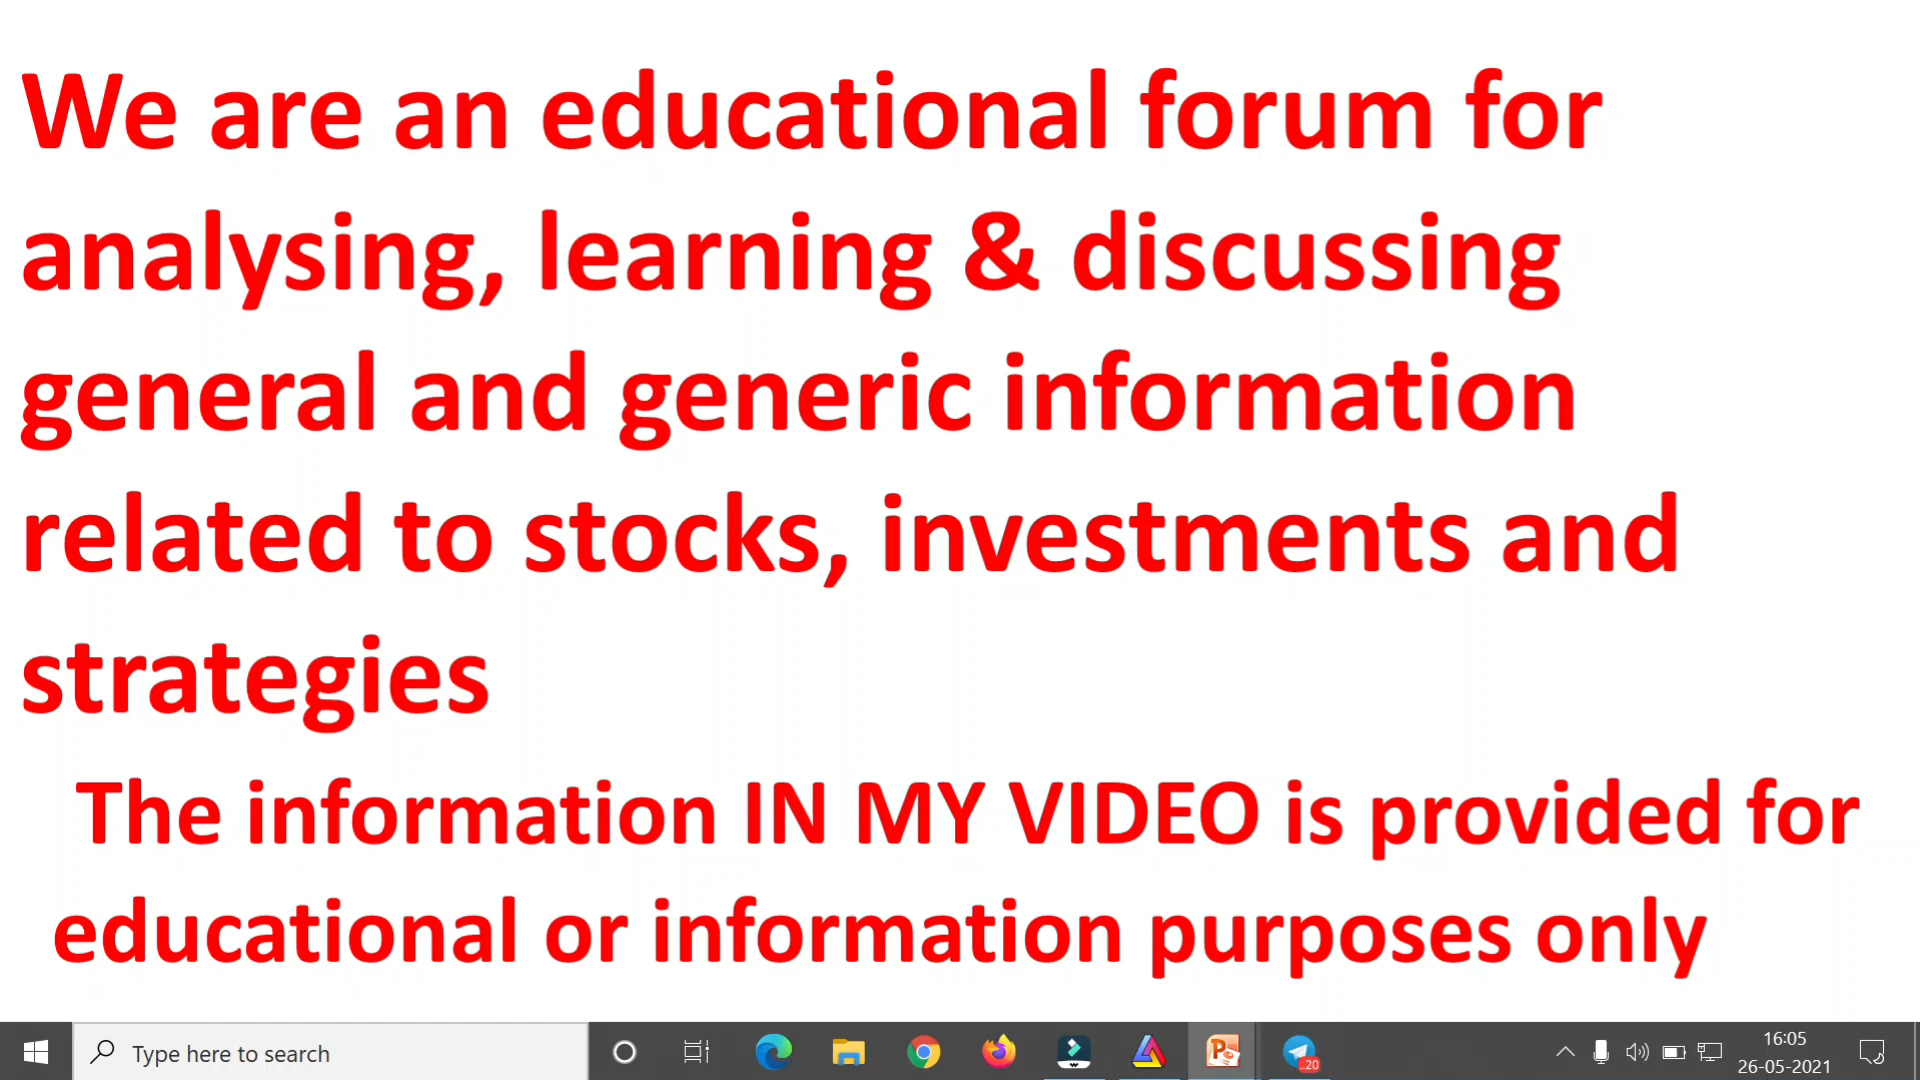 We are an educational forum for
analysing, learning & discussing
general and generic information
related to stocks, investments and
strategies
The information IN MY VIDEO is provided for
educational or information purposes only
Type here to search
..20
16:05
26-05-2021